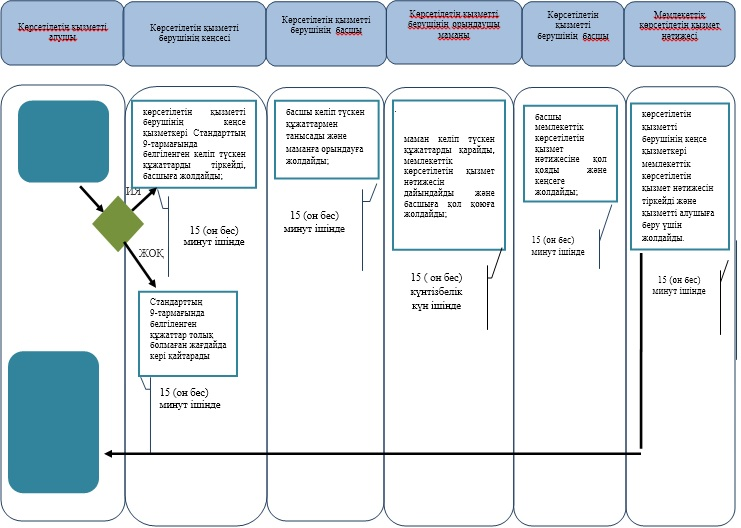 Көрсетілетін қызметті
алушы
Көрсетілетін қызметті
берушінің кеңсесі
Көрсетілетін қызметті
берушінің басшы
Көрсетілетін қызметті
берушінің орындаушы
маманы
Көрсетілетін
қызметті
берушінің басшы
Мемлекеттік
көрсетілетін қызмет
нәтижесі
көрсетілетін қызметті
берушінің кеңсе
қызметкері Стандарттың
9-тармағында
белгіленген келіп түскен
құжаттарды тіркейді,
басшыға жолдайды;
ИЯ
15 (он бес)
минут ішінде
ЖОҚ
Стандарттың
9-тармағында
белгіленген
құжаттар толық
болмаған жағдайда
кері қайтарады
15 (он бес)
минут ішінде
басшы келіп түскен
құжаттармен
танысады және
маманға орындауға
жолдайды;
15 (он бес)
минут ішінде
.
маман келіп түскен
құжаттарды қарайды,
мемлекеттік
көрсетілетін қызмет
нәтижесін
дайындайды және
басшыға қол қоюға
жолдайды;
15 ( он бес)
күнтізбелік
күн ішінде
басшы
мемлекеттік
көрсетілетін
қызмет
нәтижесіне қол
қояды және
кеңсеге
жолдайды;
15 (он бес)
минут ішінде
көрсетілетін
қызметті
берушінің кеңсе
қызметкері
мемлекеттік
көрсетілетін
қызмет нәтижесін
тіркейді және
қызметті алушыға
беру үшін
жолдайды.
15 (он бес)
минут ішінде